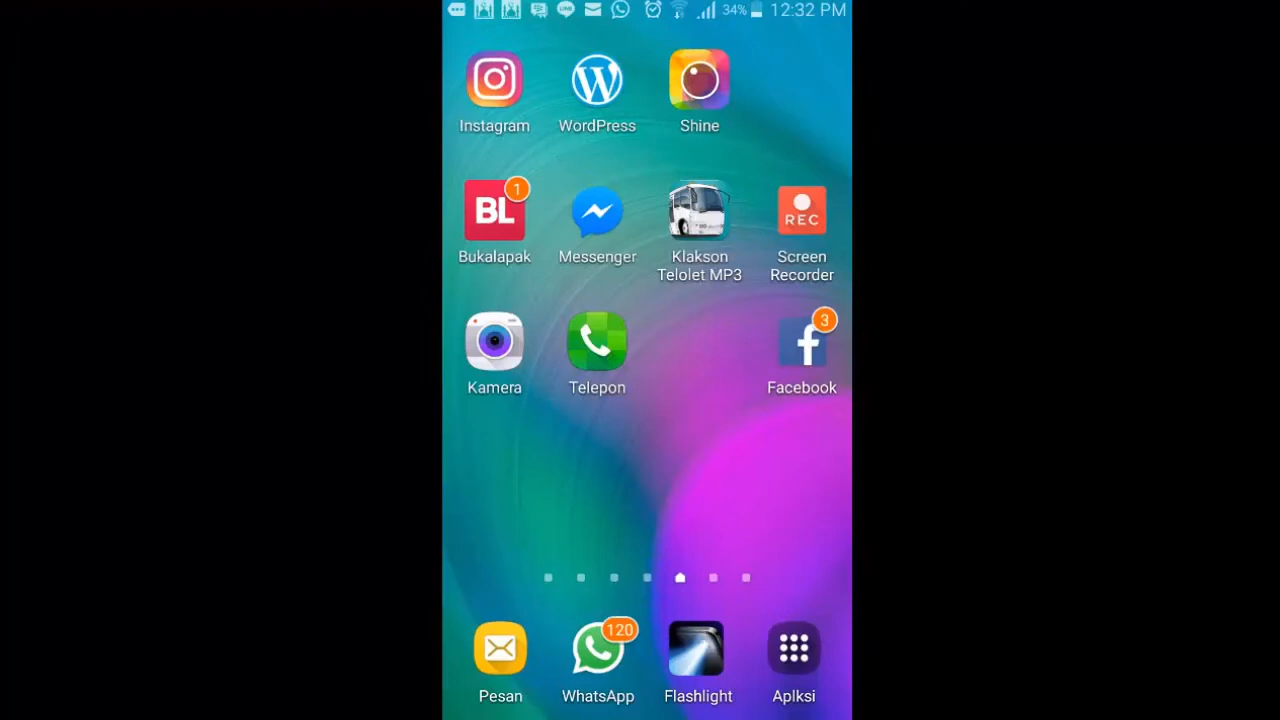 34% 12:32 PM
Instagram WordPress Shine
BL 1 REC
Bukalapak Messenger Klakson Telolet MP3 Screen Recorder
3
Kamera Telepon Facebook
120
Pesan WhatsApp Flashlight Aplksi